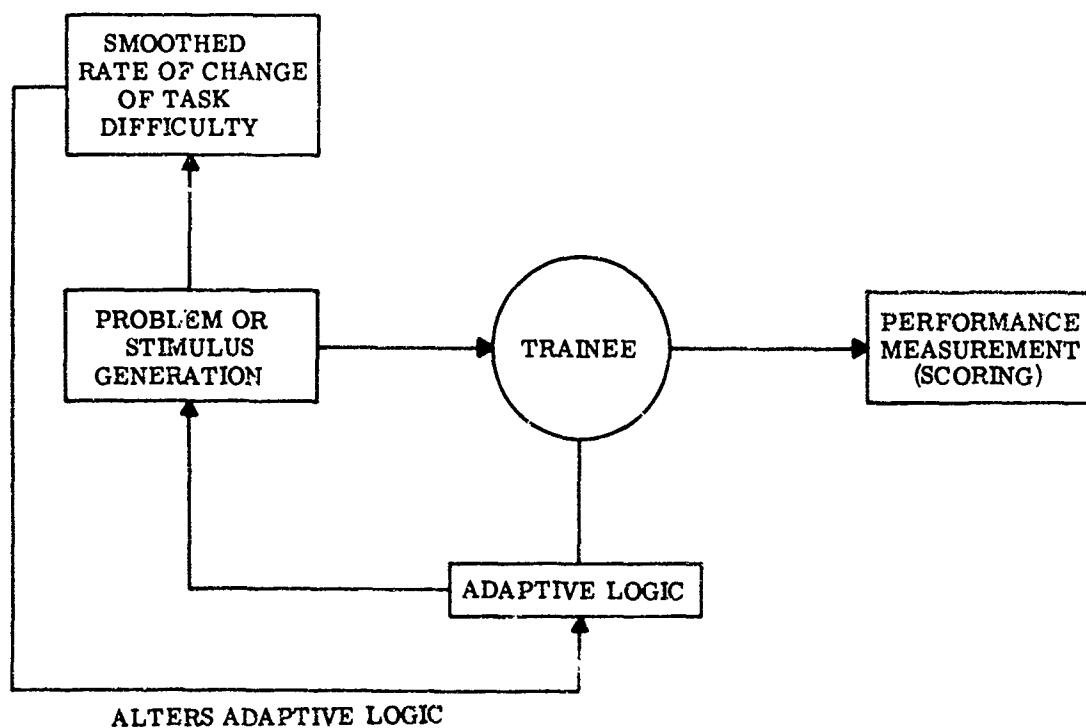 SMOOTHED
RATE OF CHANGE
OF TASK
DIFFICULTY
PROBLEM OR
STIMULUS
GENERATION
TRAINEE
PERFORMANCE
MEASUREMENT
(SCORING)
ADAPTIVE LOGIC
ALTERS ADAPTIVE LOGIC